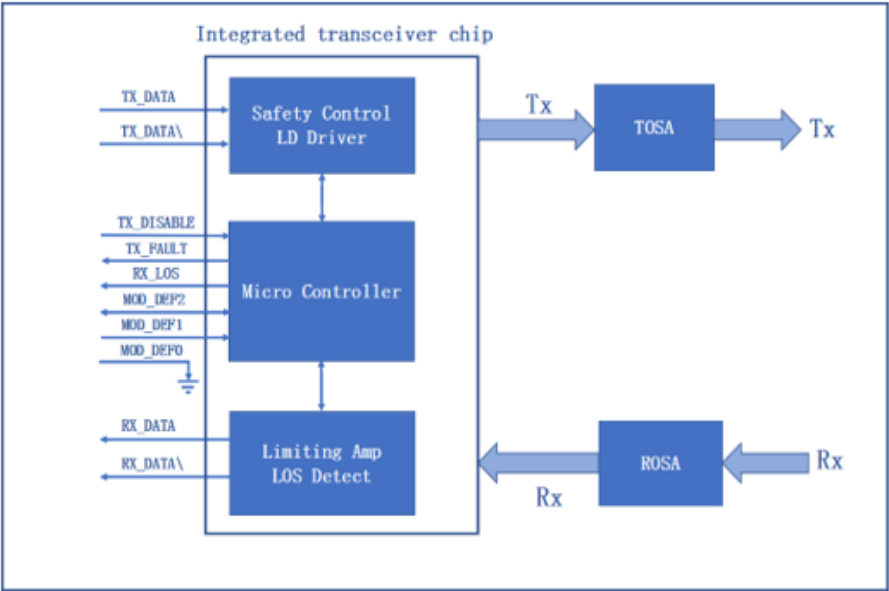 Integrated transceiver chip
TX_DATA
TX_DATA\
Safety Control
LD Driver
Tx
TOSA
Tx
TX_DISABLE
TX_FAULT
RX_LOS
MOD_DEF2
MOD_DEF1
MOD_DEF0
Micro Controller
RX_DATA
RX_DATA\
Limiting Amp
LOS Detect
Rx
ROSA
Rx